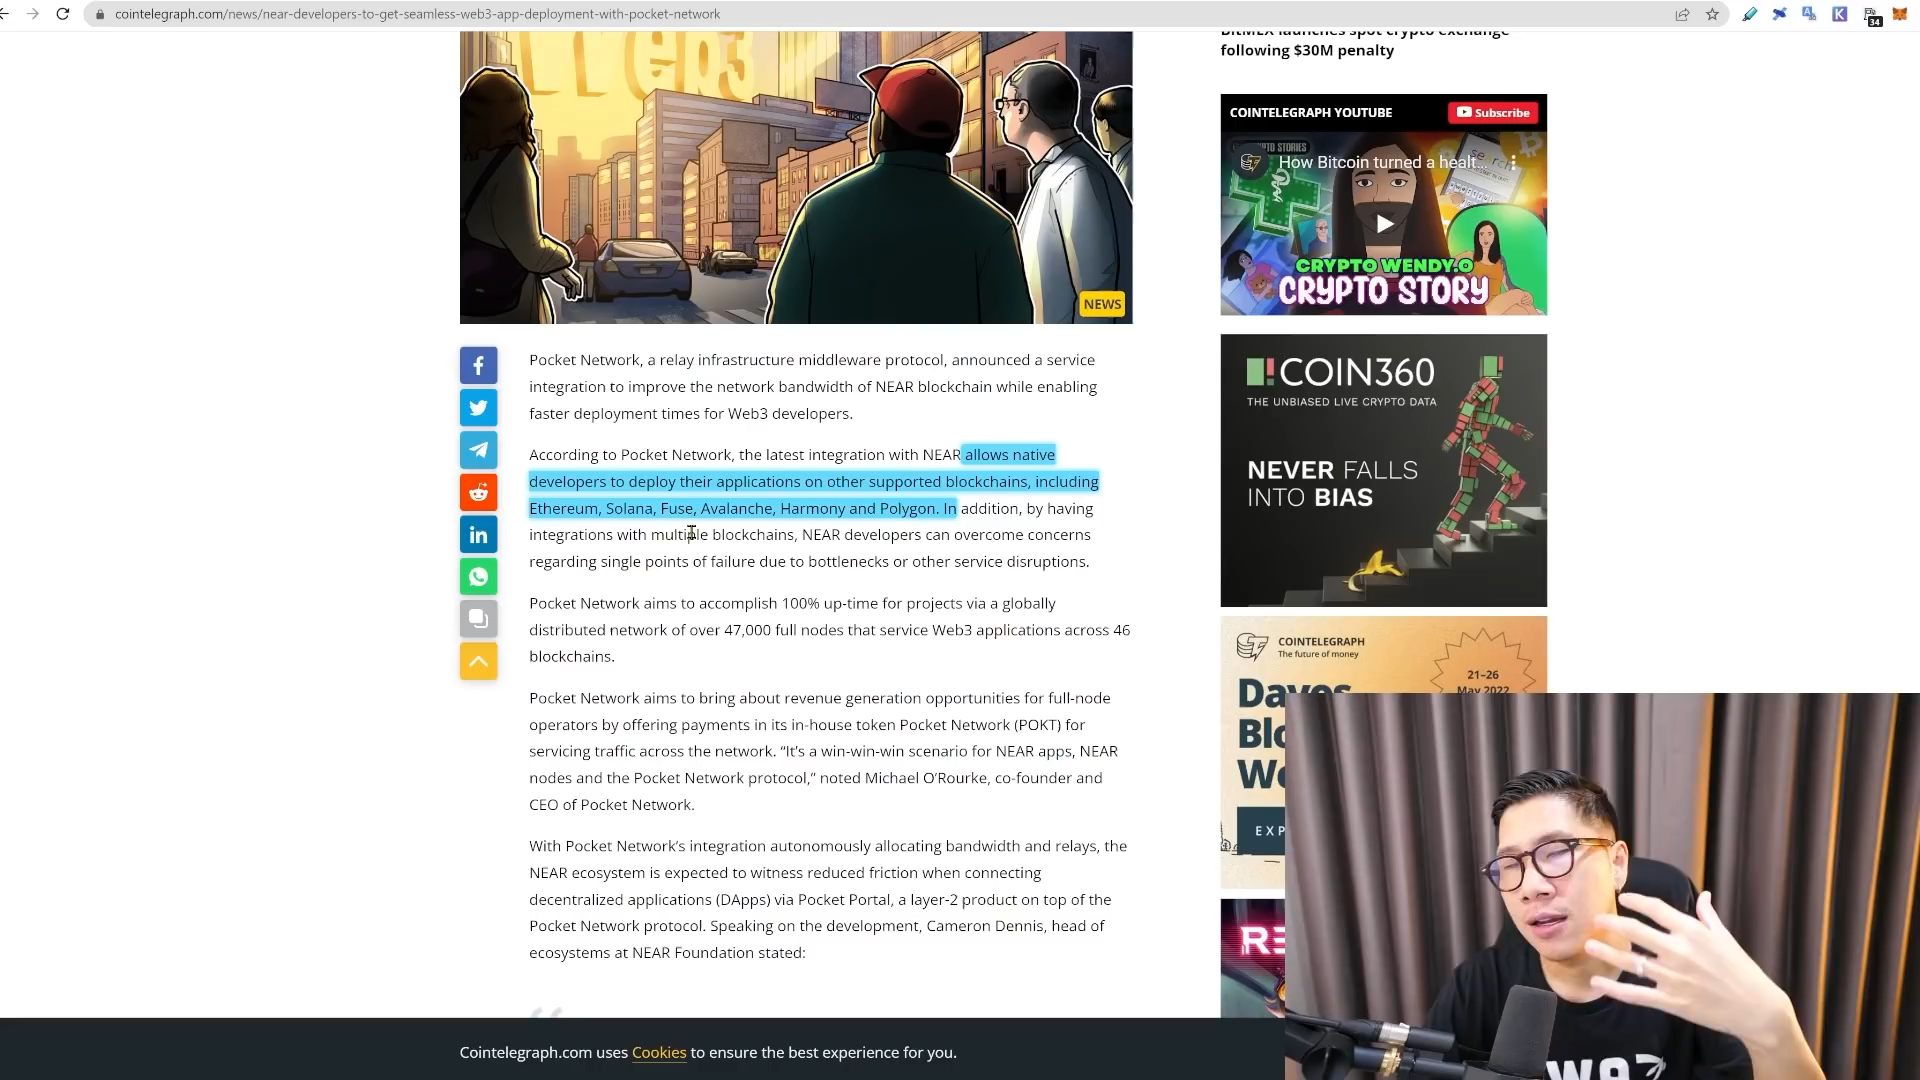 cointelegraph.com/news/near-developers-to-get-seamless-web3-app-deployment-with-pocket-network
34
BitMEX launches spot crypto exchange
following $30M penalty
Web3
NEWS
COINTELEGRAPH YOUTUBE
Subscribe
CRYPTO STORIES
How Bitcoin turned a healt...
CRYPTO WENDY.O
CRYPTO STORY
COIN360
THE UNBIASED LIVE CRYPTO DATA
NEVER FALLS
INTO BIAS
COINTELEGRAPH
The future of money
21–26
May 2022
Davos
Blo
We
EXP
RE
Pocket Network, a relay infrastructure middleware protocol, announced a service
integration to improve the network bandwidth of NEAR blockchain while enabling
faster deployment times for Web3 developers.
According to Pocket Network, the latest integration with NEAR allows native
developers to deploy their applications on other supported blockchains, including
Ethereum, Solana, Fuse, Avalanche, Harmony and Polygon. In addition, by having
integrations with multiple blockchains, NEAR developers can overcome concerns
regarding single points of failure due to bottlenecks or other service disruptions.
Pocket Network aims to accomplish 100% up-time for projects via a globally
distributed network of over 47,000 full nodes that service Web3 applications across 46
blockchains.
Pocket Network aims to bring about revenue generation opportunities for full-node
operators by offering payments in its in-house token Pocket Network (POKT) for
servicing traffic across the network. “It’s a win-win-win scenario for NEAR apps, NEAR
nodes and the Pocket Network protocol,” noted Michael O’Rourke, co-founder and
CEO of Pocket Network.
With Pocket Network’s integration autonomously allocating bandwidth and relays, the
NEAR ecosystem is expected to witness reduced friction when connecting
decentralized applications (DApps) via Pocket Portal, a layer-2 product on top of the
Pocket Network protocol. Speaking on the development, Cameron Dennis, head of
ecosystems at NEAR Foundation stated:
Cointelegraph.com uses Cookies to ensure the best experience for you.